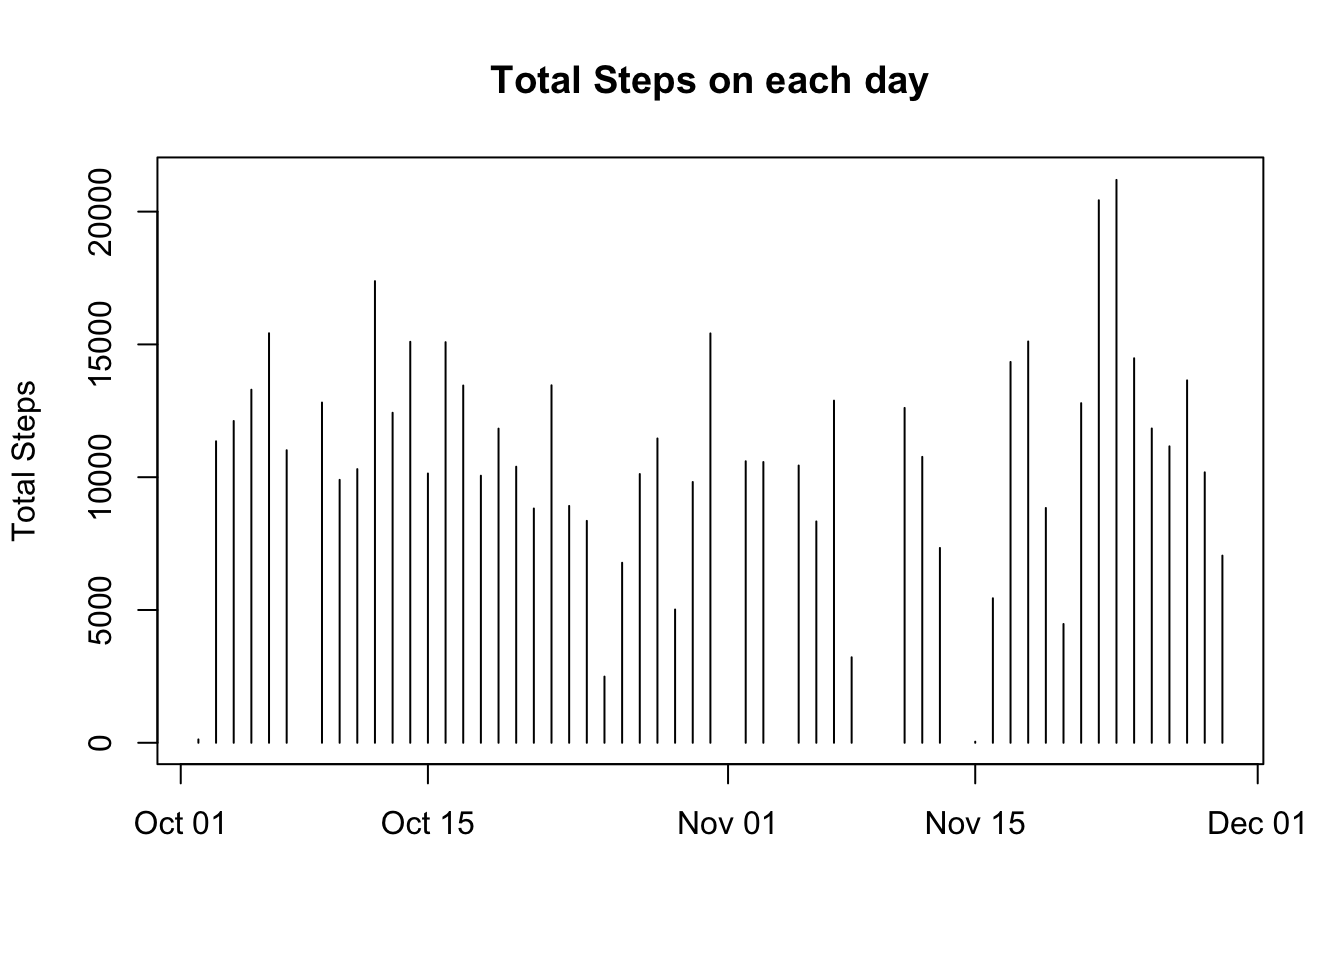 Total Steps on each day
Total Steps
20000
15000
10000
5000
0
Oct 01
Oct 15
Nov 01
Nov 15
Dec 01